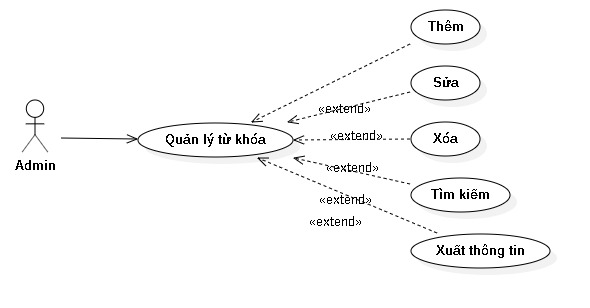 Thêm
Sửa
«extend»
Quản lý từ khóa
«extend»
Xóa
Admin
«extend»
Tìm kiếm
«extend»
«extend»
Xuất thông tin